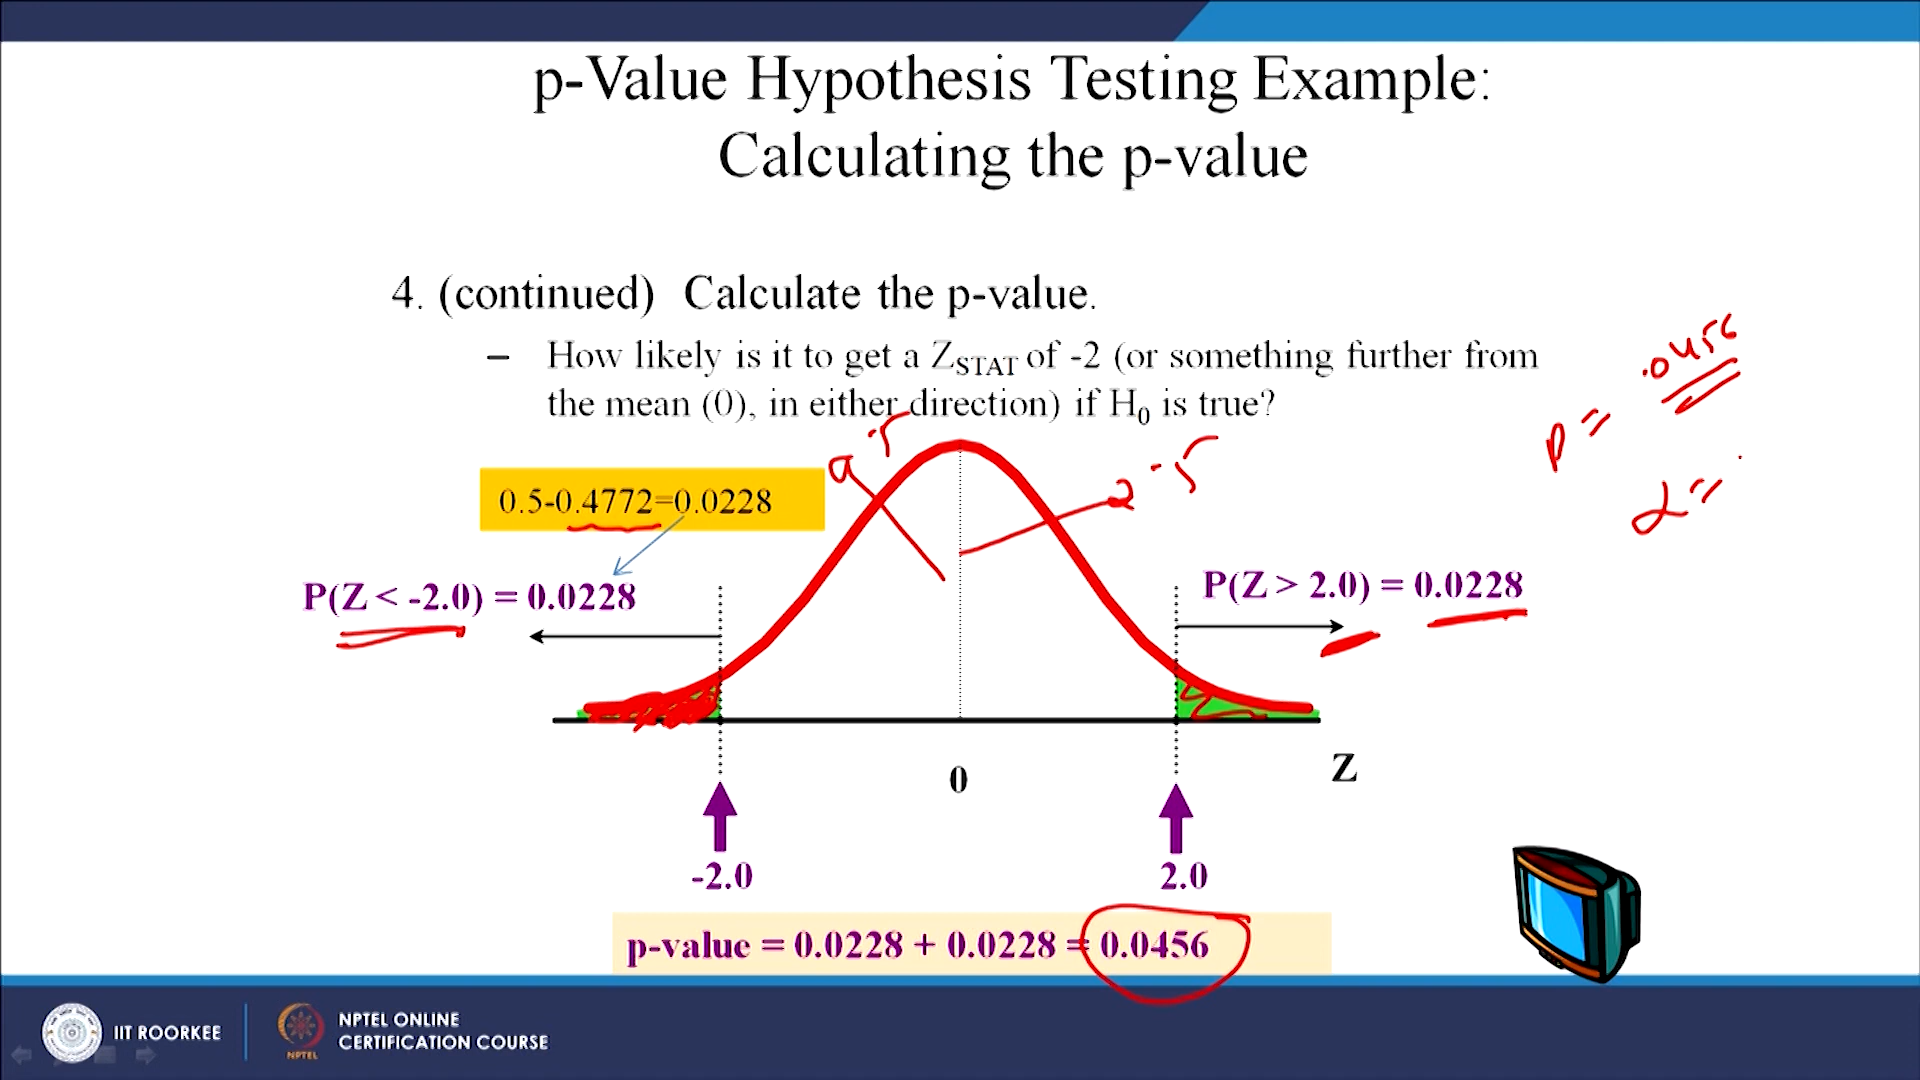 p-Value Hypothesis Testing Example:
Calculating the p-value
4. (continued) Calculate the p-value.
– How likely is it to get a ZSTAT of -2 (or something further from
the mean (0), in either direction) if H0 is true?
.0456
p =
α =
.5
.5
0.5-0.4772=0.0228
P(Z < -2.0) = 0.0228
P(Z > 2.0) = 0.0228
0
Z
-2.0
2.0
p-value = 0.0228 + 0.0228 = 0.0456
IIT ROORKEE
NPTEL
NPTEL ONLINE
CERTIFICATION COURSE